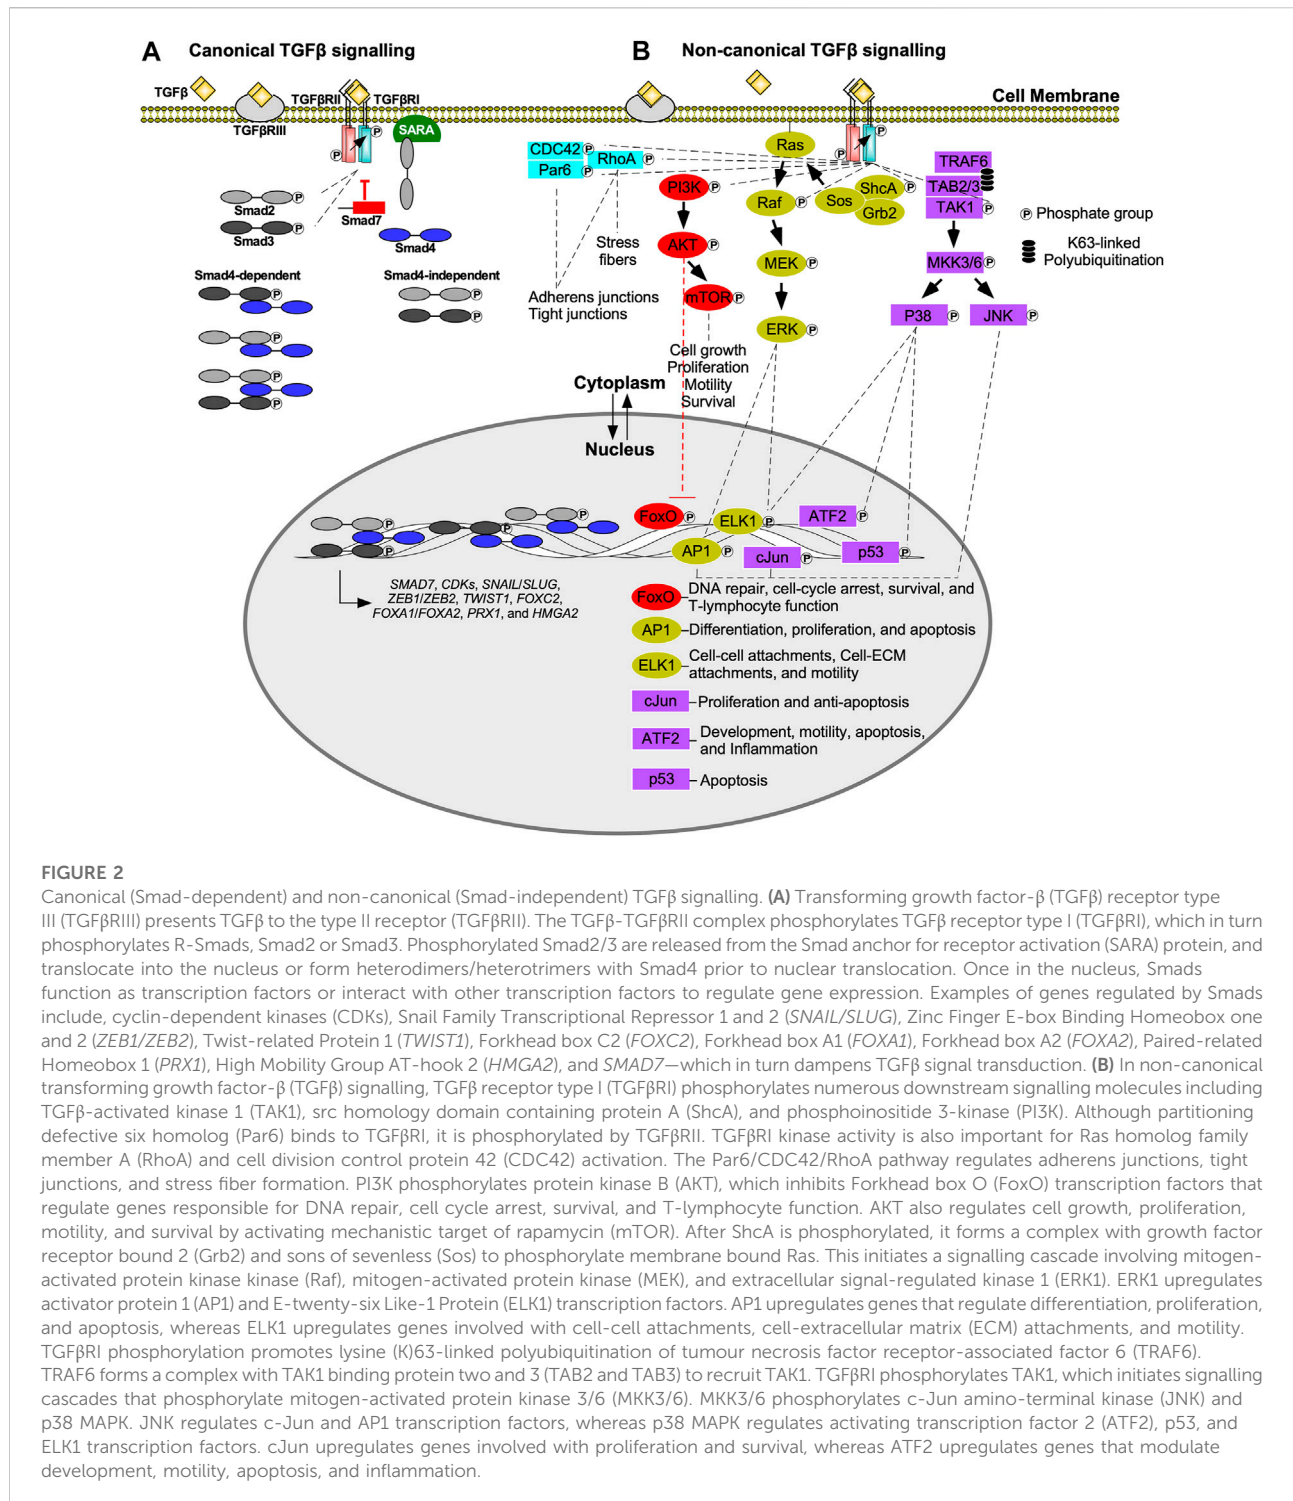 A Canonical TGFβ signalling
B Non-canonical TGFβ signalling
TGFβ
TGFβRII
TGFβRI
TGFβRIII
SARA
P
P
Cell Membrane
Smad2 P
Smad3 P
Smad7
Smad4
Smad4-dependent
Smad4-independent
P
P
P
P
P
P
CDC42 P
RhoA P
Par6 P
Stress
fibers
Adherens junctions
Tight junctions
PI3K P
AKT P
mTOR P
Cell growth
Proliferation
Motility
Survival
Ras
Raf P
Sos
ShcA P
Grb2
MEK P
ERK P
P
P
TRAF6
TAB2/3
TAK1 P
MKK3/6 P
P38 P
JNK P
P Phosphate group
K63-linked
Polyubiquitination
Cytoplasm
Nucleus
P
P
P
P
FoxO P
ELK1 P
ATF2 P
AP1 P
cJun P
p53 P
SMAD7, CDKs, SNAIL/SLUG,
ZEB1/ZEB2, TWIST1, FOXC2,
FOXA1/FOXA2, PRX1, and HMGA2
FoxO DNA repair, cell-cycle arrest, survival, and
T-lymphocyte function
AP1 Differentiation, proliferation, and apoptosis
ELK1 Cell-cell attachments, Cell-ECM
attachments, and motility
cJun Proliferation and anti-apoptosis
ATF2 Development, motility, apoptosis,
and Inflammation
p53 Apoptosis
FIGURE 2
Canonical (Smad-dependent) and non-canonical (Smad-independent) TGFβ signalling. (A) Transforming growth factor-β (TGFβ) receptor type
III (TGFβRIII) presents TGFβ to the type II receptor (TGFβRII). The TGFβ-TGFβRII complex phosphorylates TGFβ receptor type I (TGFβRI), which in turn
phosphorylates R-Smads, Smad2 or Smad3. Phosphorylated Smad2/3 are released from the Smad anchor for receptor activation (SARA) protein, and
translocate into the nucleus or form heterodimers/heterotrimers with Smad4 prior to nuclear translocation. Once in the nucleus, Smads
function as transcription factors or interact with other transcription factors to regulate gene expression. Examples of genes regulated by Smads
include, cyclin-dependent kinases (CDKs), Snail Family Transcriptional Repressor 1 and 2 (SNAIL/SLUG), Zinc Finger E-box Binding Homeobox one
and 2 (ZEB1/ZEB2), Twist-related Protein 1 (TWIST1), Forkhead box C2 (FOXC2), Forkhead box A1 (FOXA1), Forkhead box A2 (FOXA2), Paired-related
Homeobox 1 (PRX1), High Mobility Group AT-hook 2 (HMGA2), and SMAD7—which in turn dampens TGFβ signal transduction. (B) In non-canonical
transforming growth factor-β (TGFβ) signalling, TGFβ receptor type I (TGFβRI) phosphorylates numerous downstream signalling molecules including
TGFβ-activated kinase 1 (TAK1), src homology domain containing protein A (ShcA), and phosphoinositide 3-kinase (PI3K). Although partitioning
defective six homolog (Par6) binds to TGFβRI, it is phosphorylated by TGFβRII. TGFβRI kinase activity is also important for Ras homolog family
member A (RhoA) and cell division control protein 42 (CDC42) activation. The Par6/CDC42/RhoA pathway regulates adherens junctions, tight
junctions, and stress fiber formation. PI3K phosphorylates protein kinase B (AKT), which inhibits Forkhead box O (FoxO) transcription factors that
regulate genes responsible for DNA repair, cell cycle arrest, survival, and T-lymphocyte function. AKT also regulates cell growth, proliferation,
motility, and survival by activating mechanistic target of rapamycin (mTOR). After ShcA is phosphorylated, it forms a complex with growth factor
receptor bound 2 (Grb2) and sons of sevenless (Sos) to phosphorylate membrane bound Ras. This initiates a signalling cascade involving mitogen-
activated protein kinase kinase (Raf), mitogen-activated protein kinase (MEK), and extracellular signal-regulated kinase 1 (ERK1). ERK1 upregulates
activator protein 1 (AP1) and E-twenty-six Like-1 Protein (ELK1) transcription factors. AP1 upregulates genes that regulate differentiation, proliferation,
and apoptosis, whereas ELK1 upregulates genes involved with cell-cell attachments, cell-extracellular matrix (ECM) attachments, and motility.
TGFβRI phosphorylation promotes lysine (K)63-linked polyubiquitination of tumour necrosis factor receptor-associated factor 6 (TRAF6).
TRAF6 forms a complex with TAK1 binding protein two and 3 (TAB2 and TAB3) to recruit TAK1. TGFβRI phosphorylates TAK1, which initiates signalling
cascades that phosphorylate mitogen-activated protein kinase 3/6 (MKK3/6). MKK3/6 phosphorylates c-Jun amino-terminal kinase (JNK) and
p38 MAPK. JNK regulates c-Jun and AP1 transcription factors, whereas p38 MAPK regulates activating transcription factor 2 (ATF2), p53, and
ELK1 transcription factors. cJun upregulates genes involved with proliferation and survival, whereas ATF2 upregulates genes that modulate
development, motility, apoptosis, and inflammation.